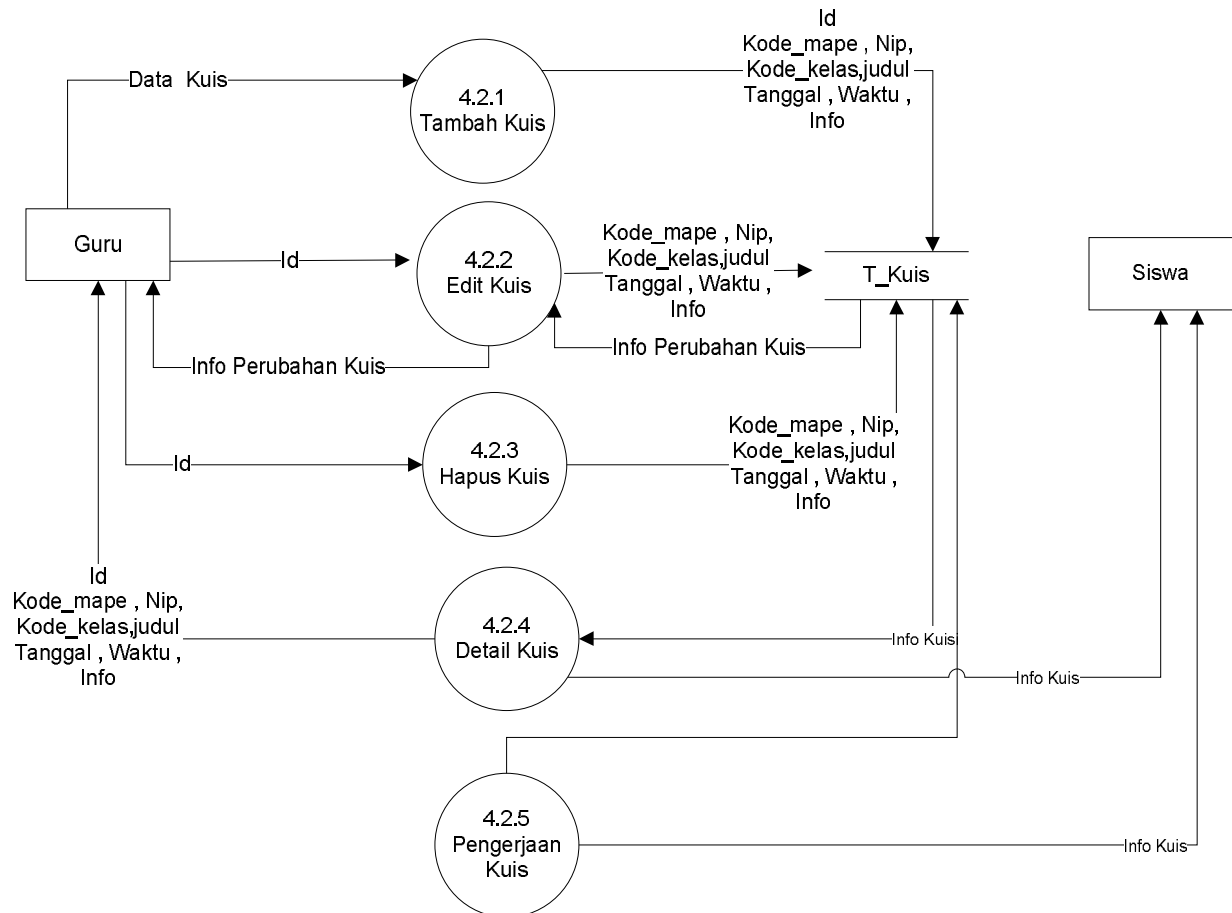 Id
Kode_mape , Nip,
Kode_kelas,judul
Tanggal , Waktu ,
Info
Data Kuis
4.2.1
Tambah Kuis
Guru
Id
4.2.2
Edit Kuis
Kode_mape , Nip,
Kode_kelas,judul
Tanggal , Waktu ,
Info
T_Kuis
Siswa
Info Perubahan Kuis
Info Perubahan Kuis
Id
4.2.3
Hapus Kuis
Kode_mape , Nip,
Kode_kelas,judul
Tanggal , Waktu ,
Info
Id
Kode_mape , Nip,
Kode_kelas,judul
Tanggal , Waktu ,
Info
4.2.4
Detail Kuis
Info Kuisi
Info Kuis
4.2.5
Pengerjaan
Kuis
Info Kuis